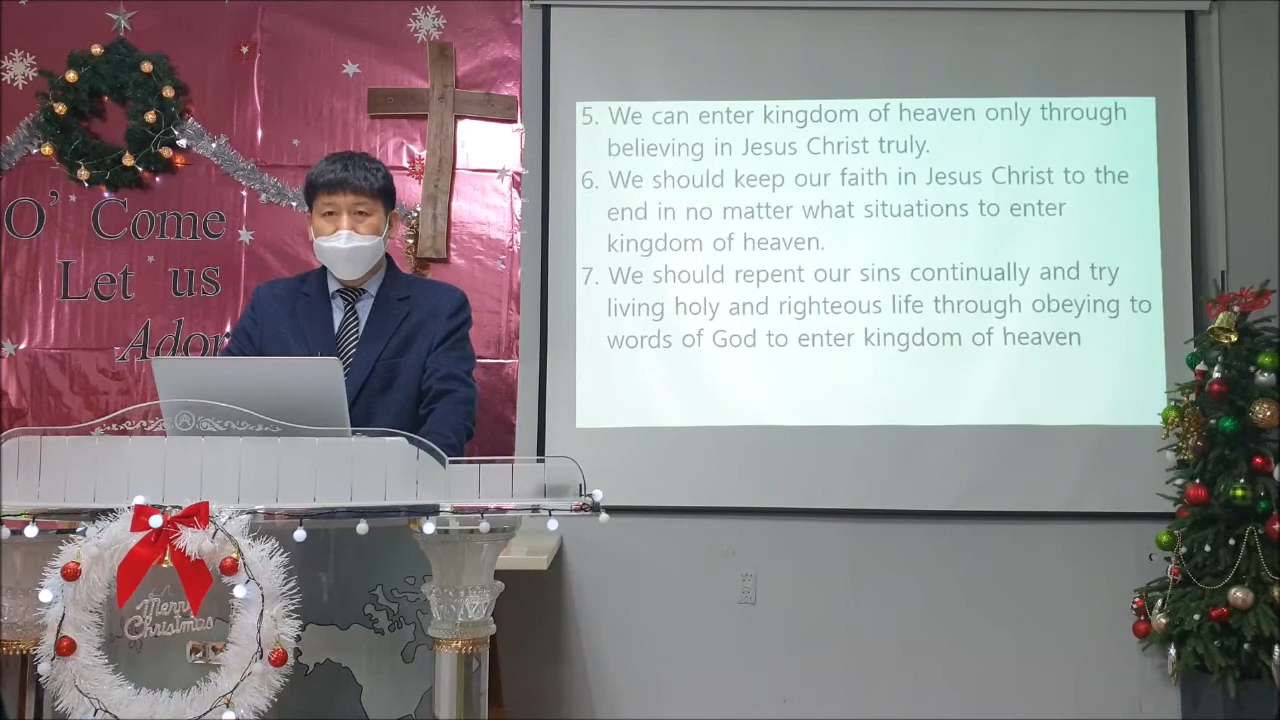 O' Come
Let us
Ador
5. We can enter kingdom of heaven only through
believing in Jesus Christ truly.
6. We should keep our faith in Jesus Christ to the
end in no matter what situations to enter
kingdom of heaven.
7. We should repent our sins continually and try
living holy and righteous life through obeying to
words of God to enter kingdom of heaven
Merry
Christmas